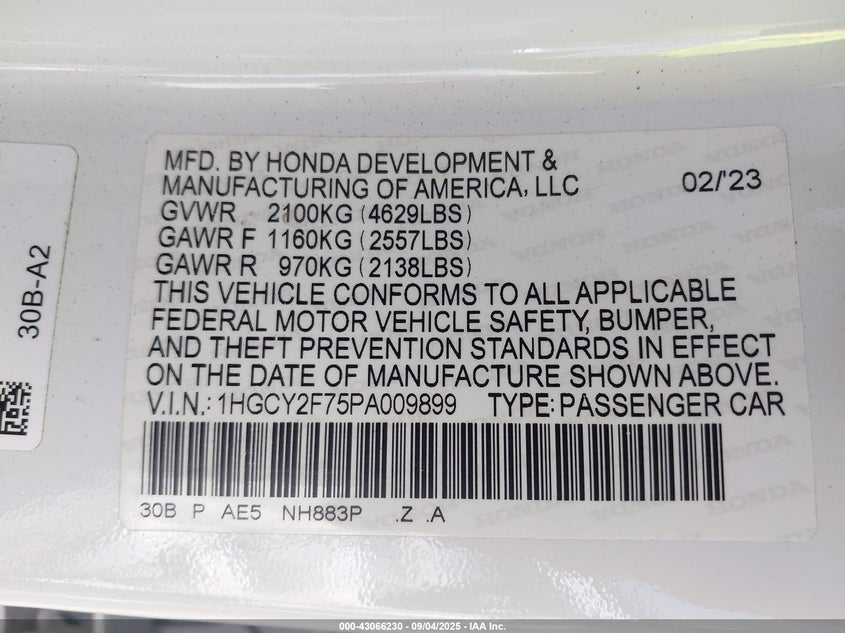 MFD. BY HONDA DEVELOPMENT &
MANUFACTURING OF AMERICA, LLC 02/'23
GVWR 2100KG (4629LBS)
GAWR F 1160KG (2557LBS)
GAWR R 970KG (2138LBS)
THIS VEHICLE CONFORMS TO ALL APPLICABLE
FEDERAL MOTOR VEHICLE SAFETY, BUMPER,
AND THEFT PREVENTION STANDARDS IN EFFECT
ON THE DATE OF MANUFACTURE SHOWN ABOVE.
V.I.N.: 1HGCY2F75PA009899 TYPE: PASSENGER CAR
30B P AE5 NH883P .Z .A
30B-A2
000-43066230 - 09/04/2025 - IAA Inc.